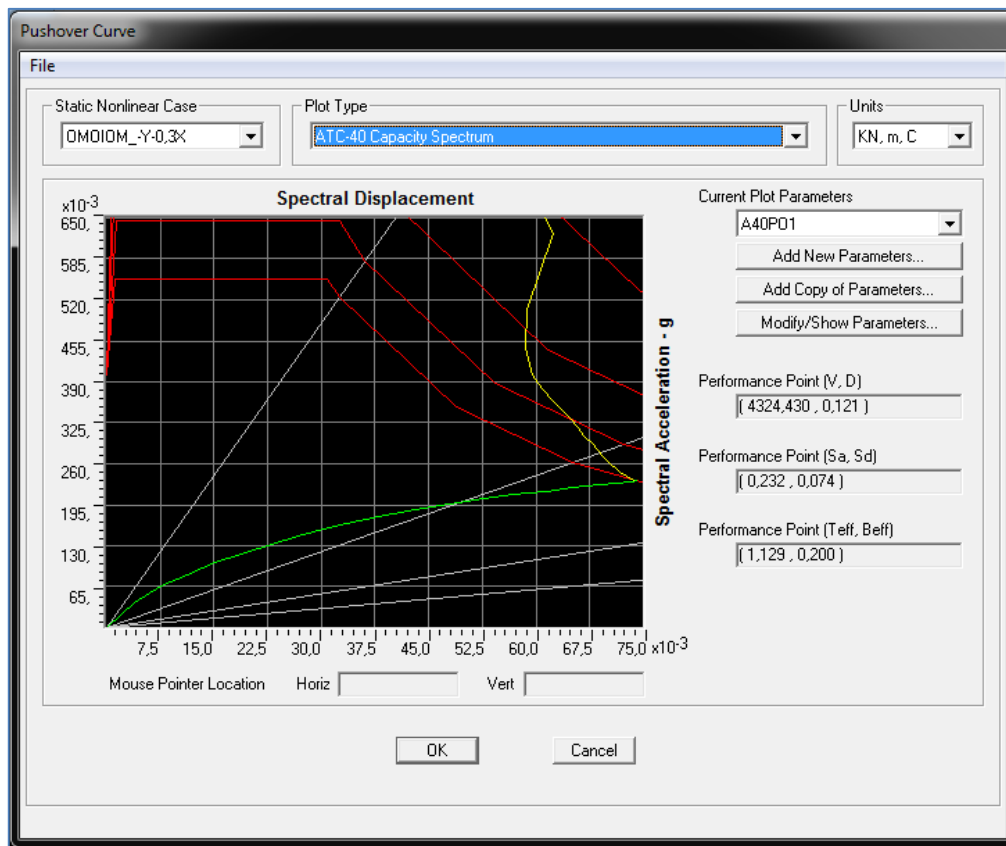 Pushover Curve
File
Static Nonlinear Case
OMOIOM_-Y-0,3X
Plot Type
ATC-40 Capacity Spectrum
Units
KN, m, C
Spectral Displacement
x10-3
650,
585,
520,
455,
390,
325,
260,
195,
130,
65,
7,5 15,0 22,5 30,0 37,5 45,0 52,5 60,0 67,5 75,0 x10-3
Spectral Acceleration - g
Mouse Pointer Location Horiz Vert
Current Plot Parameters
A40PO1
Add New Parameters...
Add Copy of Parameters...
Modify/Show Parameters...
Performance Point (V, D)
( 4324,430 , 0,121 )
Performance Point (Sa, Sd)
( 0,232 , 0,074 )
Performance Point (Teff, Beff)
( 1,129 , 0,200 )
OK
Cancel